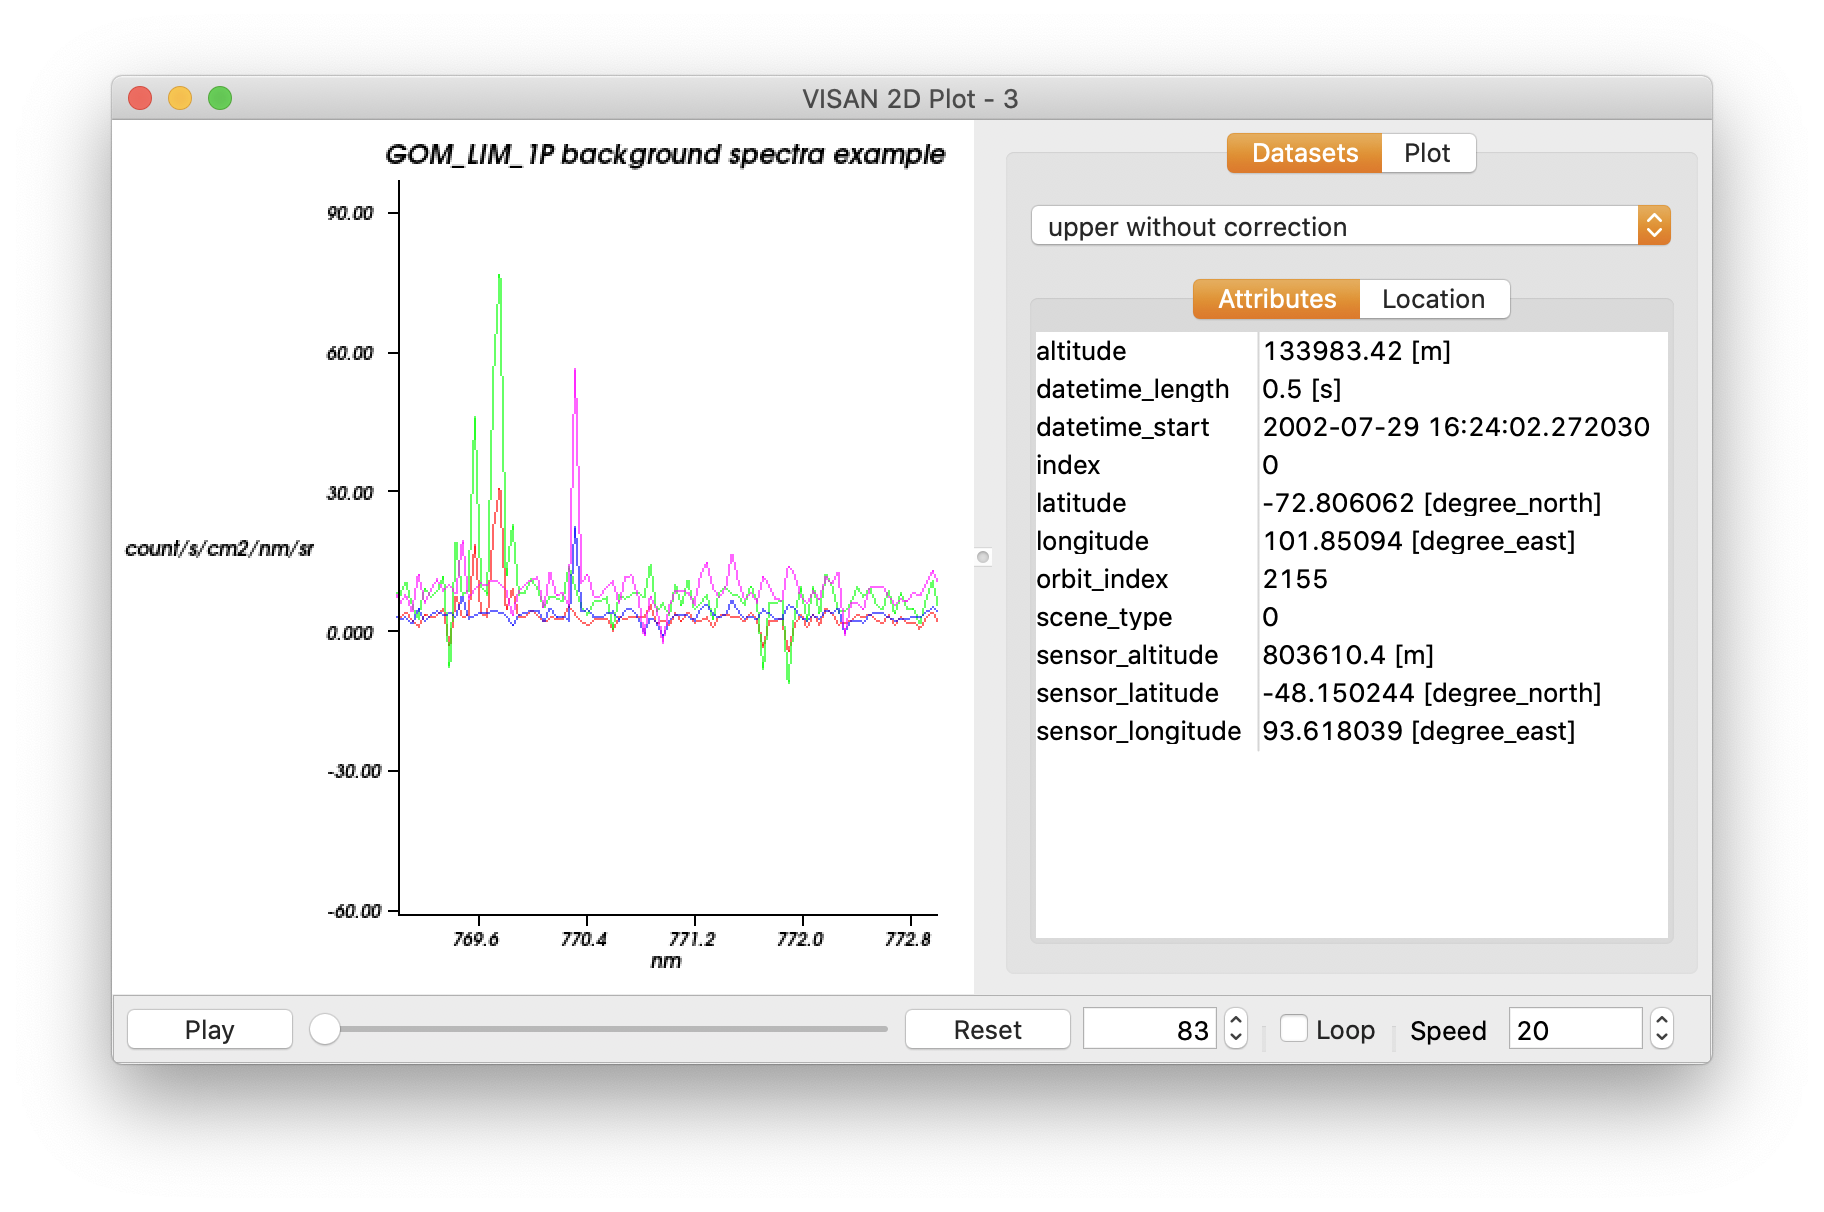 VISAN 2D Plot - 3
GOM_LIM_1P background spectra example
90.00
60.00
30.00
count/s/cm2/nm/sr
0.000
-30.00
-60.00
769.6 770.4 771.2 772.0 772.8
nm
Datasets Plot
upper without correction
Attributes Location
altitude 133983.42 [m]
datetime_length 0.5 [s]
datetime_start 2002-07-29 16:24:02.272030
index 0
latitude -72.806062 [degree_north]
longitude 101.85094 [degree_east]
orbit_index 2155
scene_type 0
sensor_altitude 803610.4 [m]
sensor_latitude -48.150244 [degree_north]
sensor_longitude 93.618039 [degree_east]
Play Reset 83 Loop Speed 20